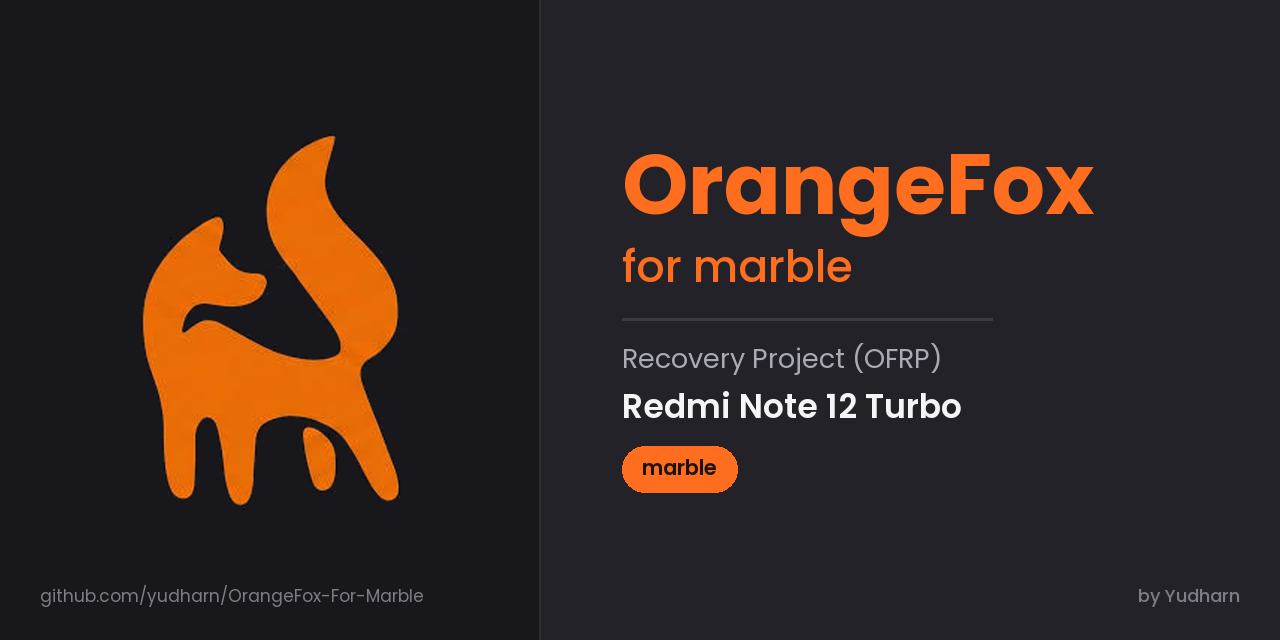 OrangeFox
for marble
Recovery Project (OFRP)
Redmi Note 12 Turbo
marble
github.com/yudharn/OrangeFox-For-Marble
by Yudharn